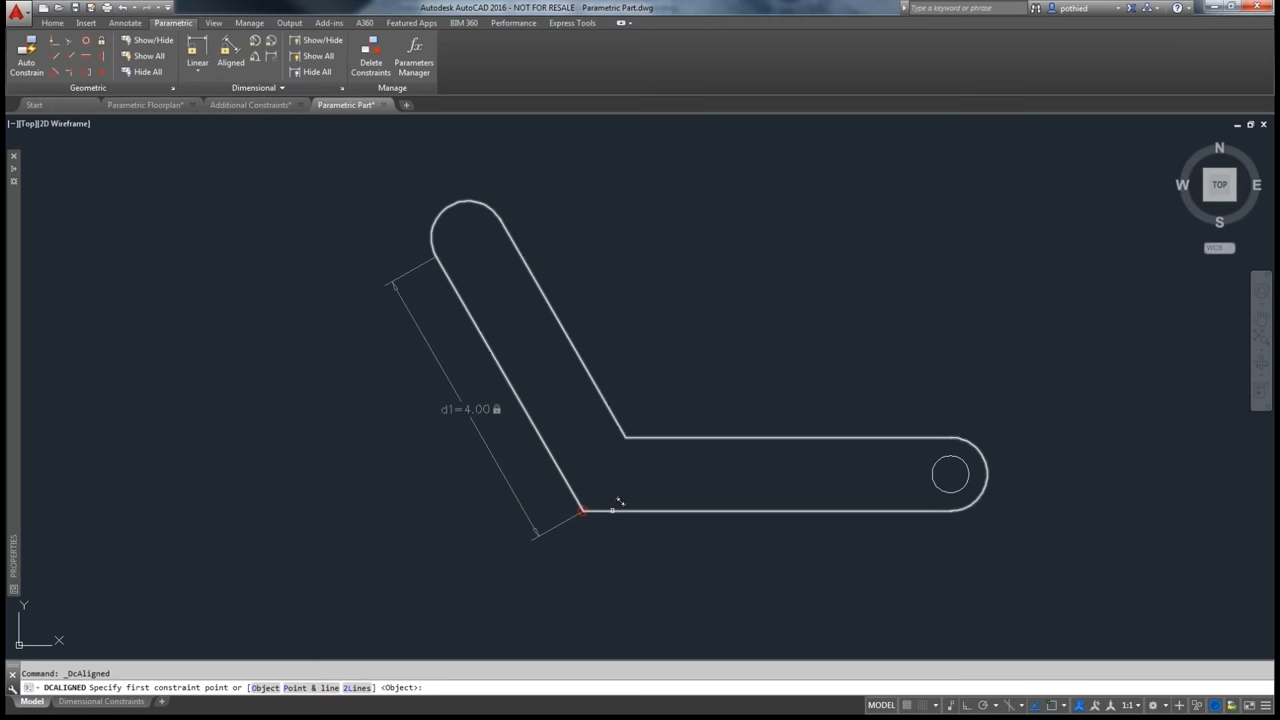 Autodesk AutoCAD 2016 - NOT FOR RESALE Parametric Part.dwg
Type a keyword or phrase
pothied
Home Insert Annotate Parametric View Manage Output Add-ins A360 Featured Apps BIM 360 Performance Express Tools
Auto Constrain
Show/Hide
Show All
Hide All
Linear
Aligned
Show/Hide
Show All
Hide All
Delete Constraints
Parameters Manager
Geometric Dimensional Manage
Start Parametric Floorplan* Additional Constraints* Parametric Part*
[−][Top][2D Wireframe]
N
W TOP E
S
WCS
d1=4.00
PROPERTIES
Y
X
Command: _DcAligned
DCALIGNED Specify first constraint point or [Object Point & line 2Lines] <Object>:
Model Dimensional Constraints
MODEL 1:1